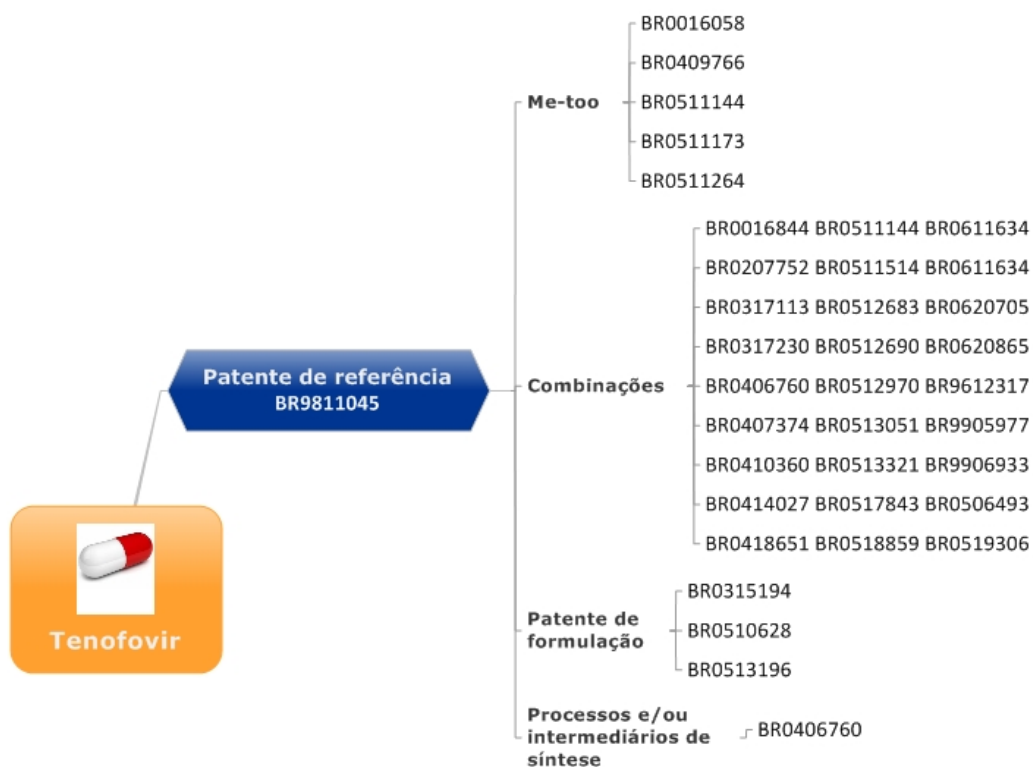 Tenofovir
Patente de referência
BR9811045
Me-too
BR0016058
BR0409766
BR0511144
BR0511173
BR0511264
Combinações
BR0016844 BR0511144 BR0611634
BR0207752 BR0511514 BR0611634
BR0317113 BR0512683 BR0620705
BR0317230 BR0512690 BR0620865
BR0406760 BR0512970 BR9612317
BR0407374 BR0513051 BR9905977
BR0410360 BR0513321 BR9906933
BR0414027 BR0517843 BR0506493
BR0418651 BR0518859 BR0519306
Patente de
formulação
BR0315194
BR0510628
BR0513196
Processos e/ou
intermediários de
síntese
BR0406760